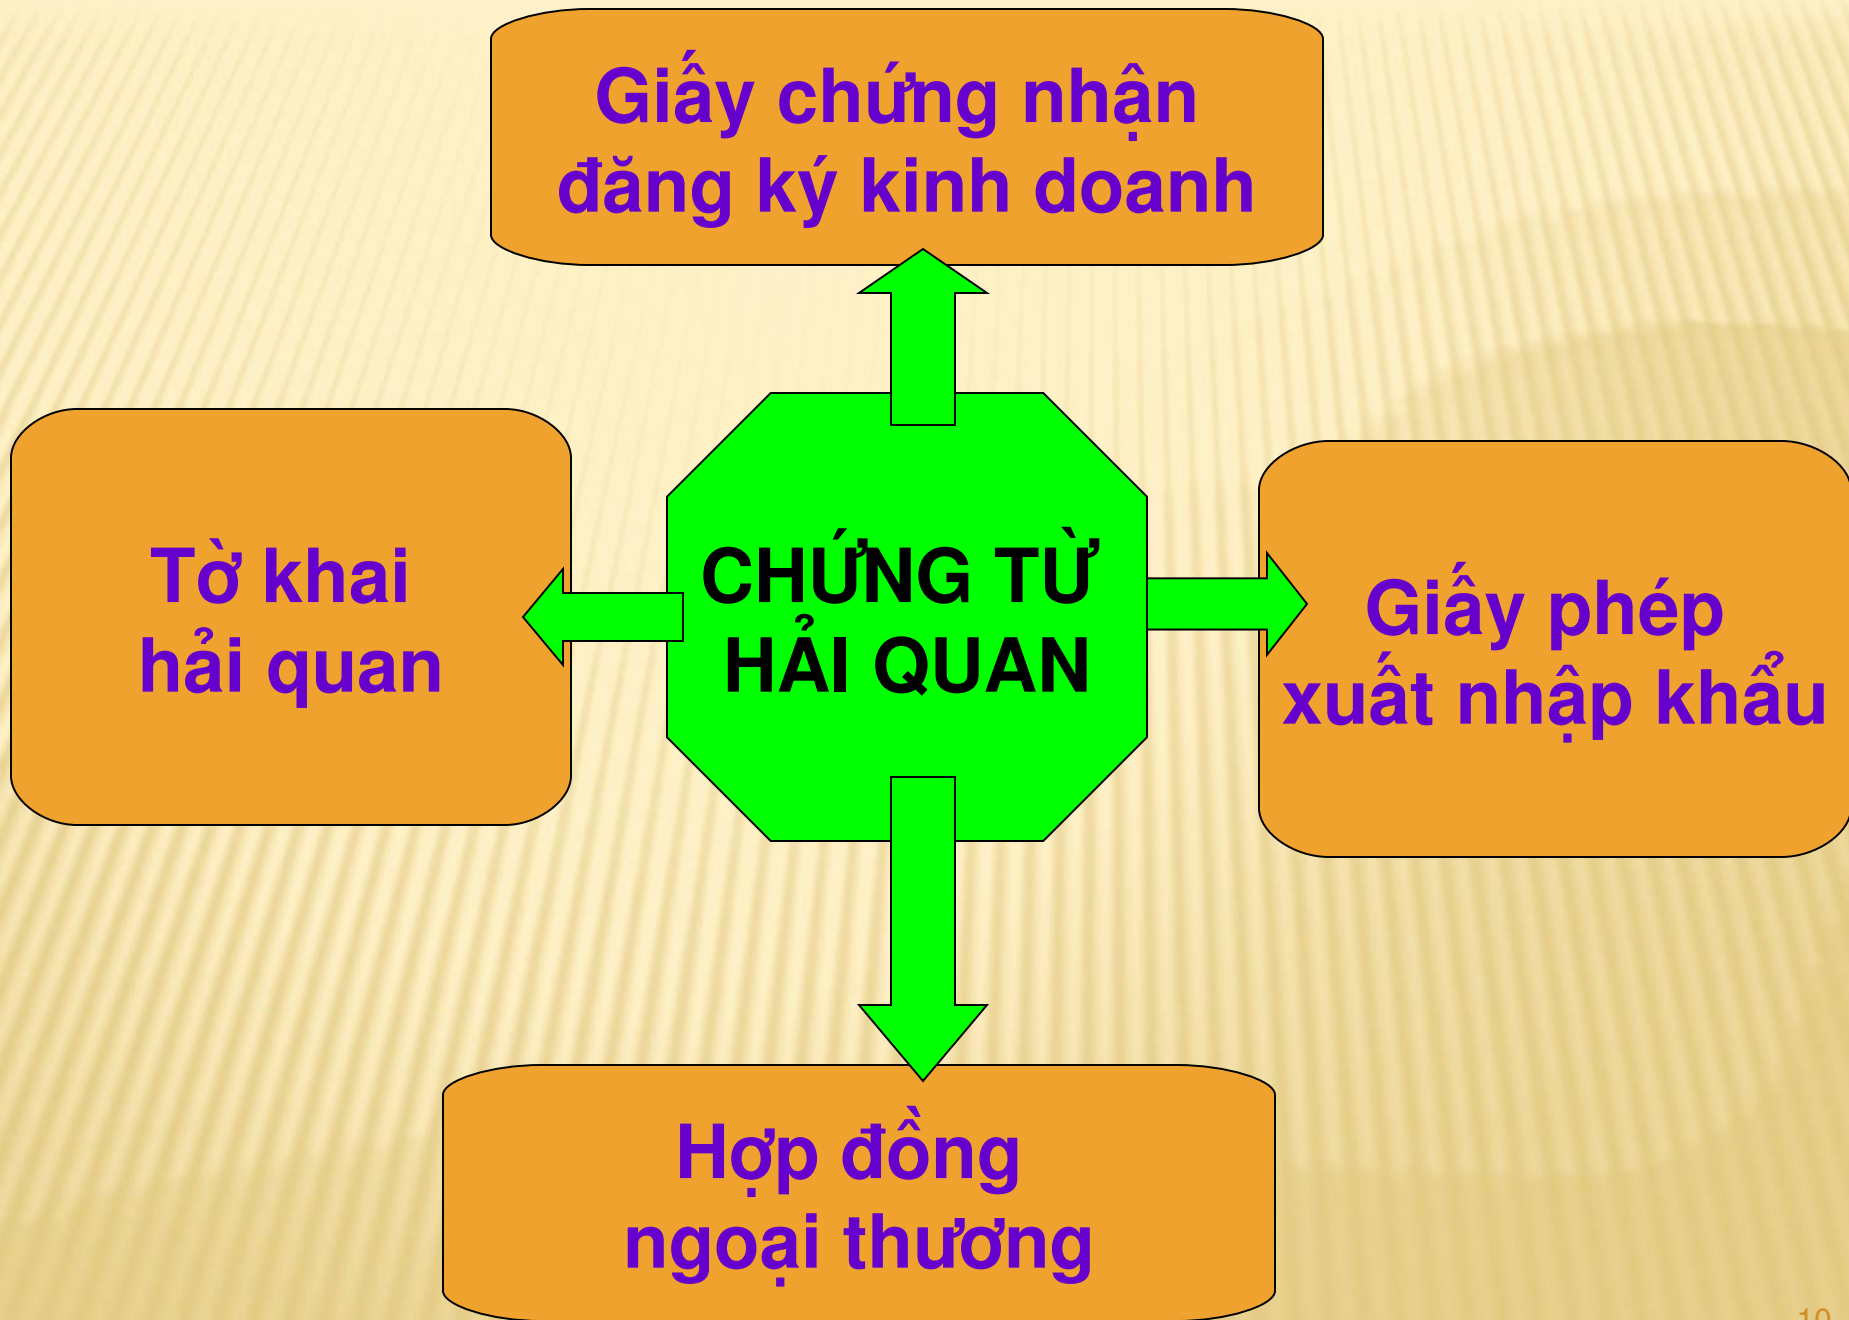 Giấy chứng nhận
đăng ký kinh doanh
Tờ khai
hải quan
CHỨNG TỪ
HẢI QUAN
Giấy phép
xuất nhập khẩu
Hợp đồng
ngoại thương
10